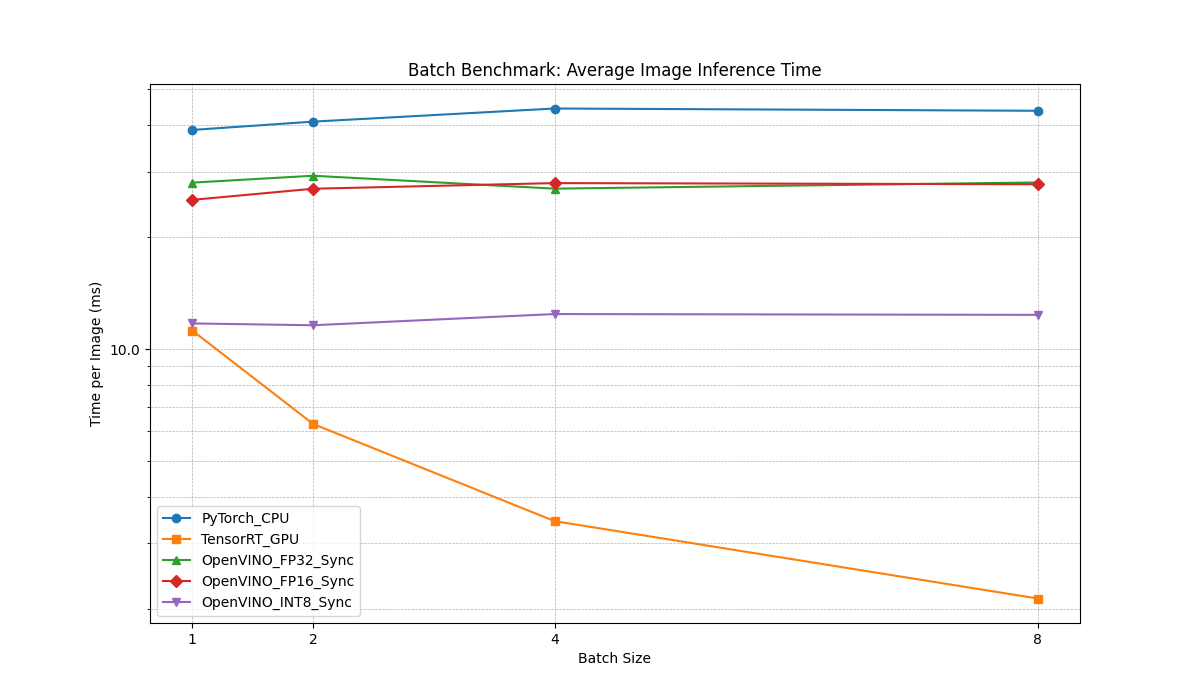 Batch Benchmark: Average Image Inference Time
Time per Image (ms)
10.0
PyTorch_CPU
TensorRT_GPU
OpenVINO_FP32_Sync
OpenVINO_FP16_Sync
OpenVINO_INT8_Sync
1
2
4
8
Batch Size